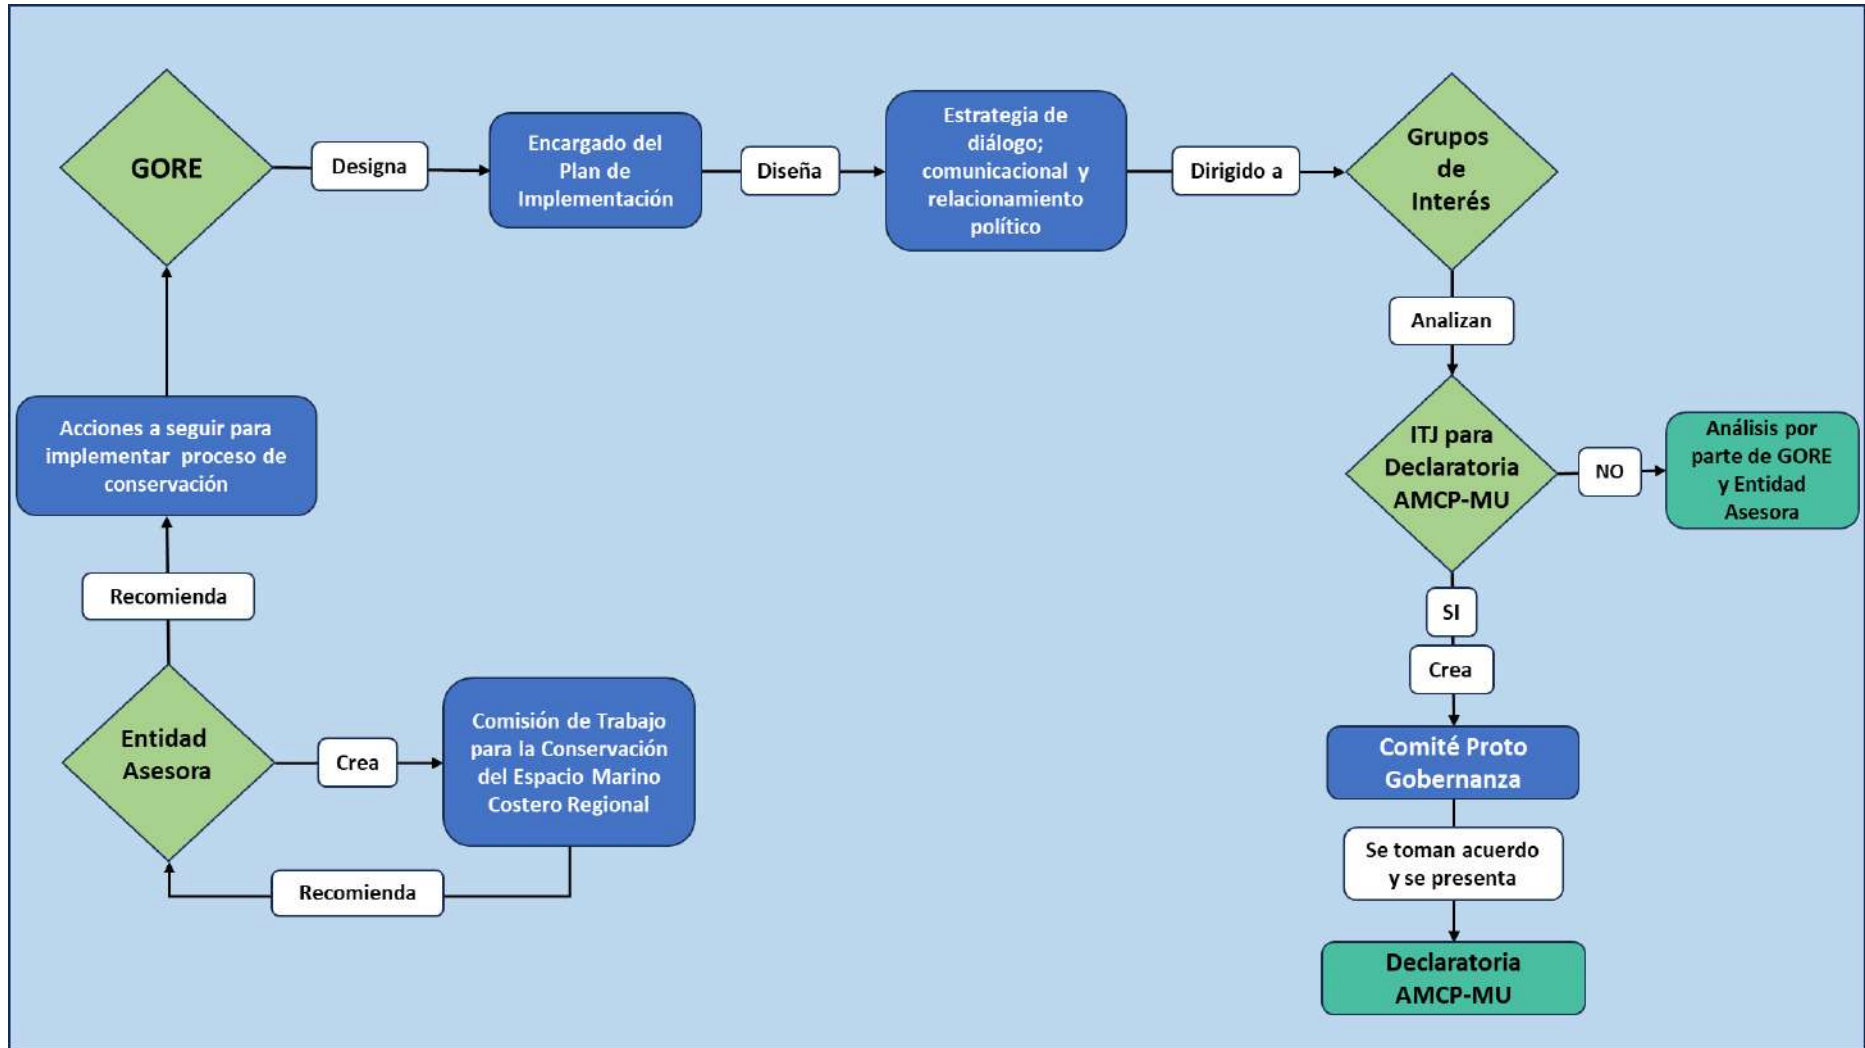 GORE
Designa
Encargado del
Plan de
Implementación
Diseña
Estrategia de
diálogo;
comunicacional y
relacionamiento
político
Dirigido a
Grupos
de
Interés
Analizan
ITJ para
Declaratoria
AMCP-MU
NO
Análisis por
parte de GORE
y Entidad
Asesora
SI
Crea
Comité Proto
Gobernanza
Se toman acuerdo
y se presenta
Declaratoria
AMCP-MU
Acciones a seguir para
implementar proceso de
conservación
Recomienda
Entidad
Asesora
Crea
Comisión de Trabajo
para la Conservación
del Espacio Marino
Costero Regional
Recomienda